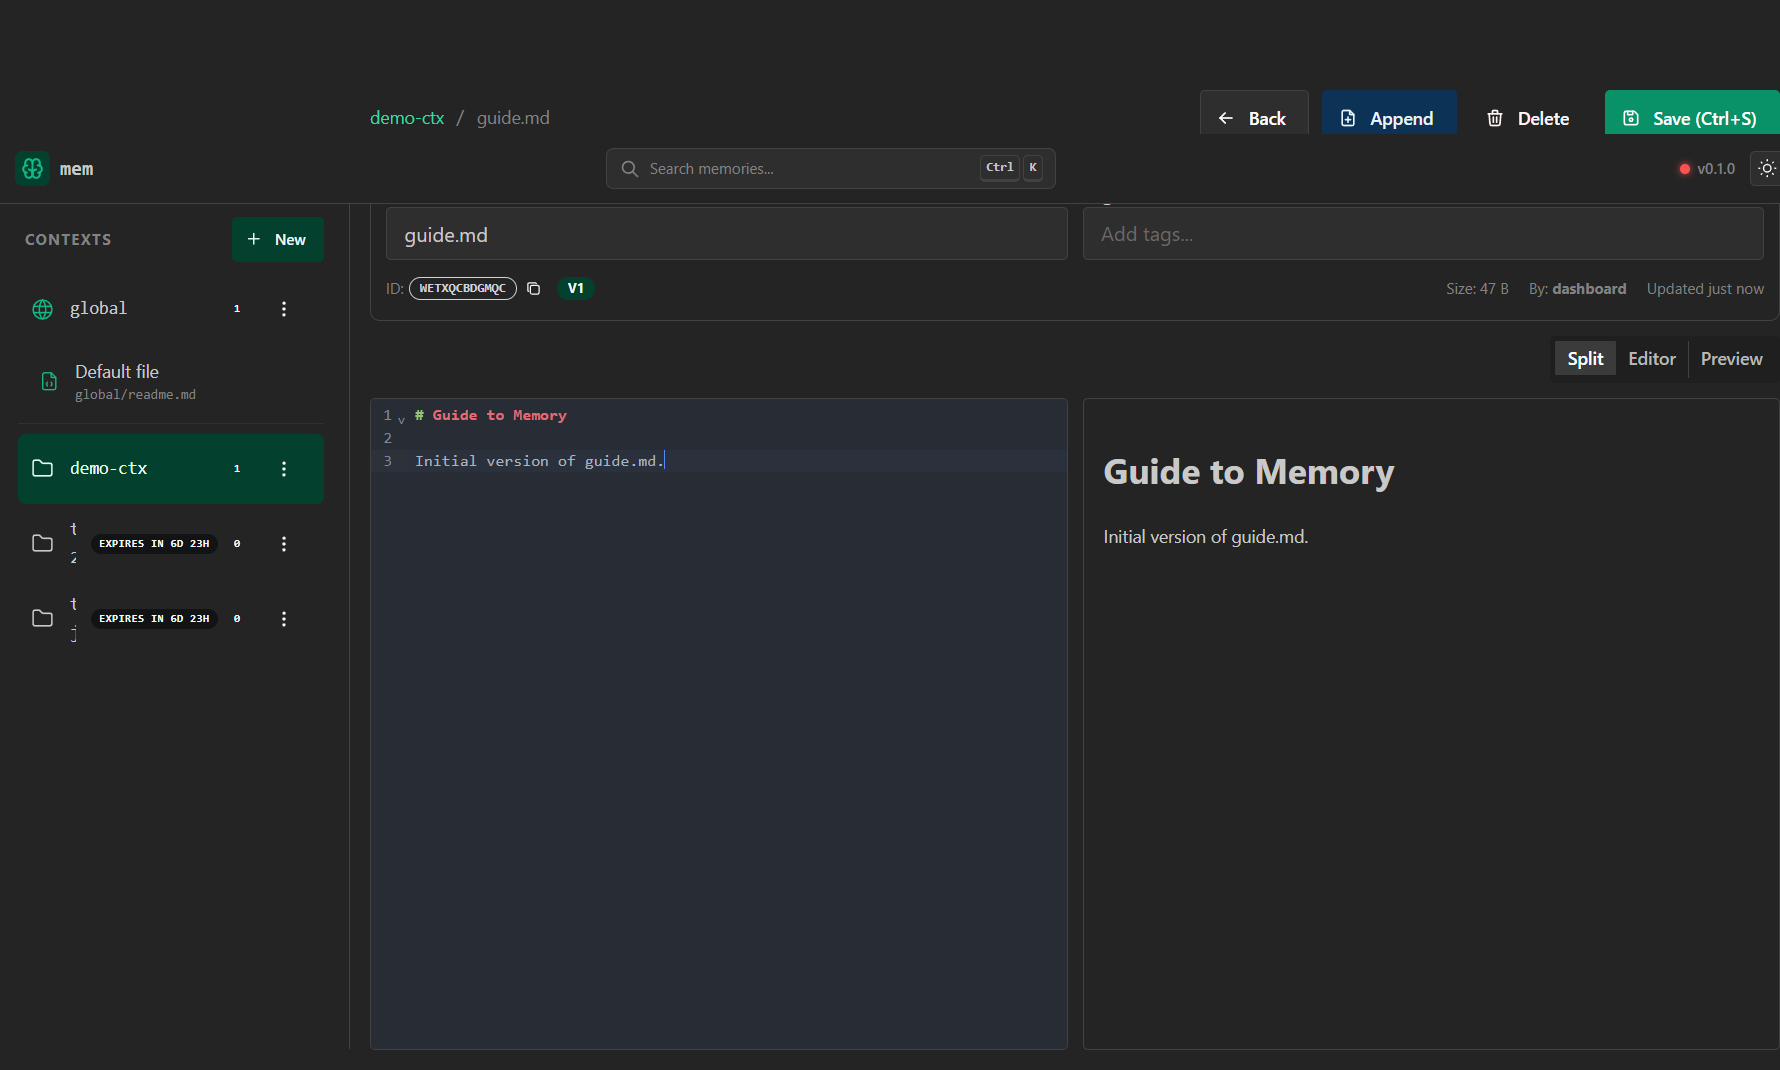 demo-ctx / guide.md
Back
Append
Delete
Save (Ctrl+S)
mem
Search memories...
Ctrl K
v0.1.0
CONTEXTS
+ New
global 1
Default file
global/readme.md
demo-ctx 1
EXPIRES IN 6D 23H 0
EXPIRES IN 6D 23H 0
guide.md
Add tags...
ID: WETXQCBDGMQC V1
Size: 47 B By: dashboard Updated just now
Split Editor Preview
1 # Guide to Memory
2
3 Initial version of guide.md.
Guide to Memory
Initial version of guide.md.